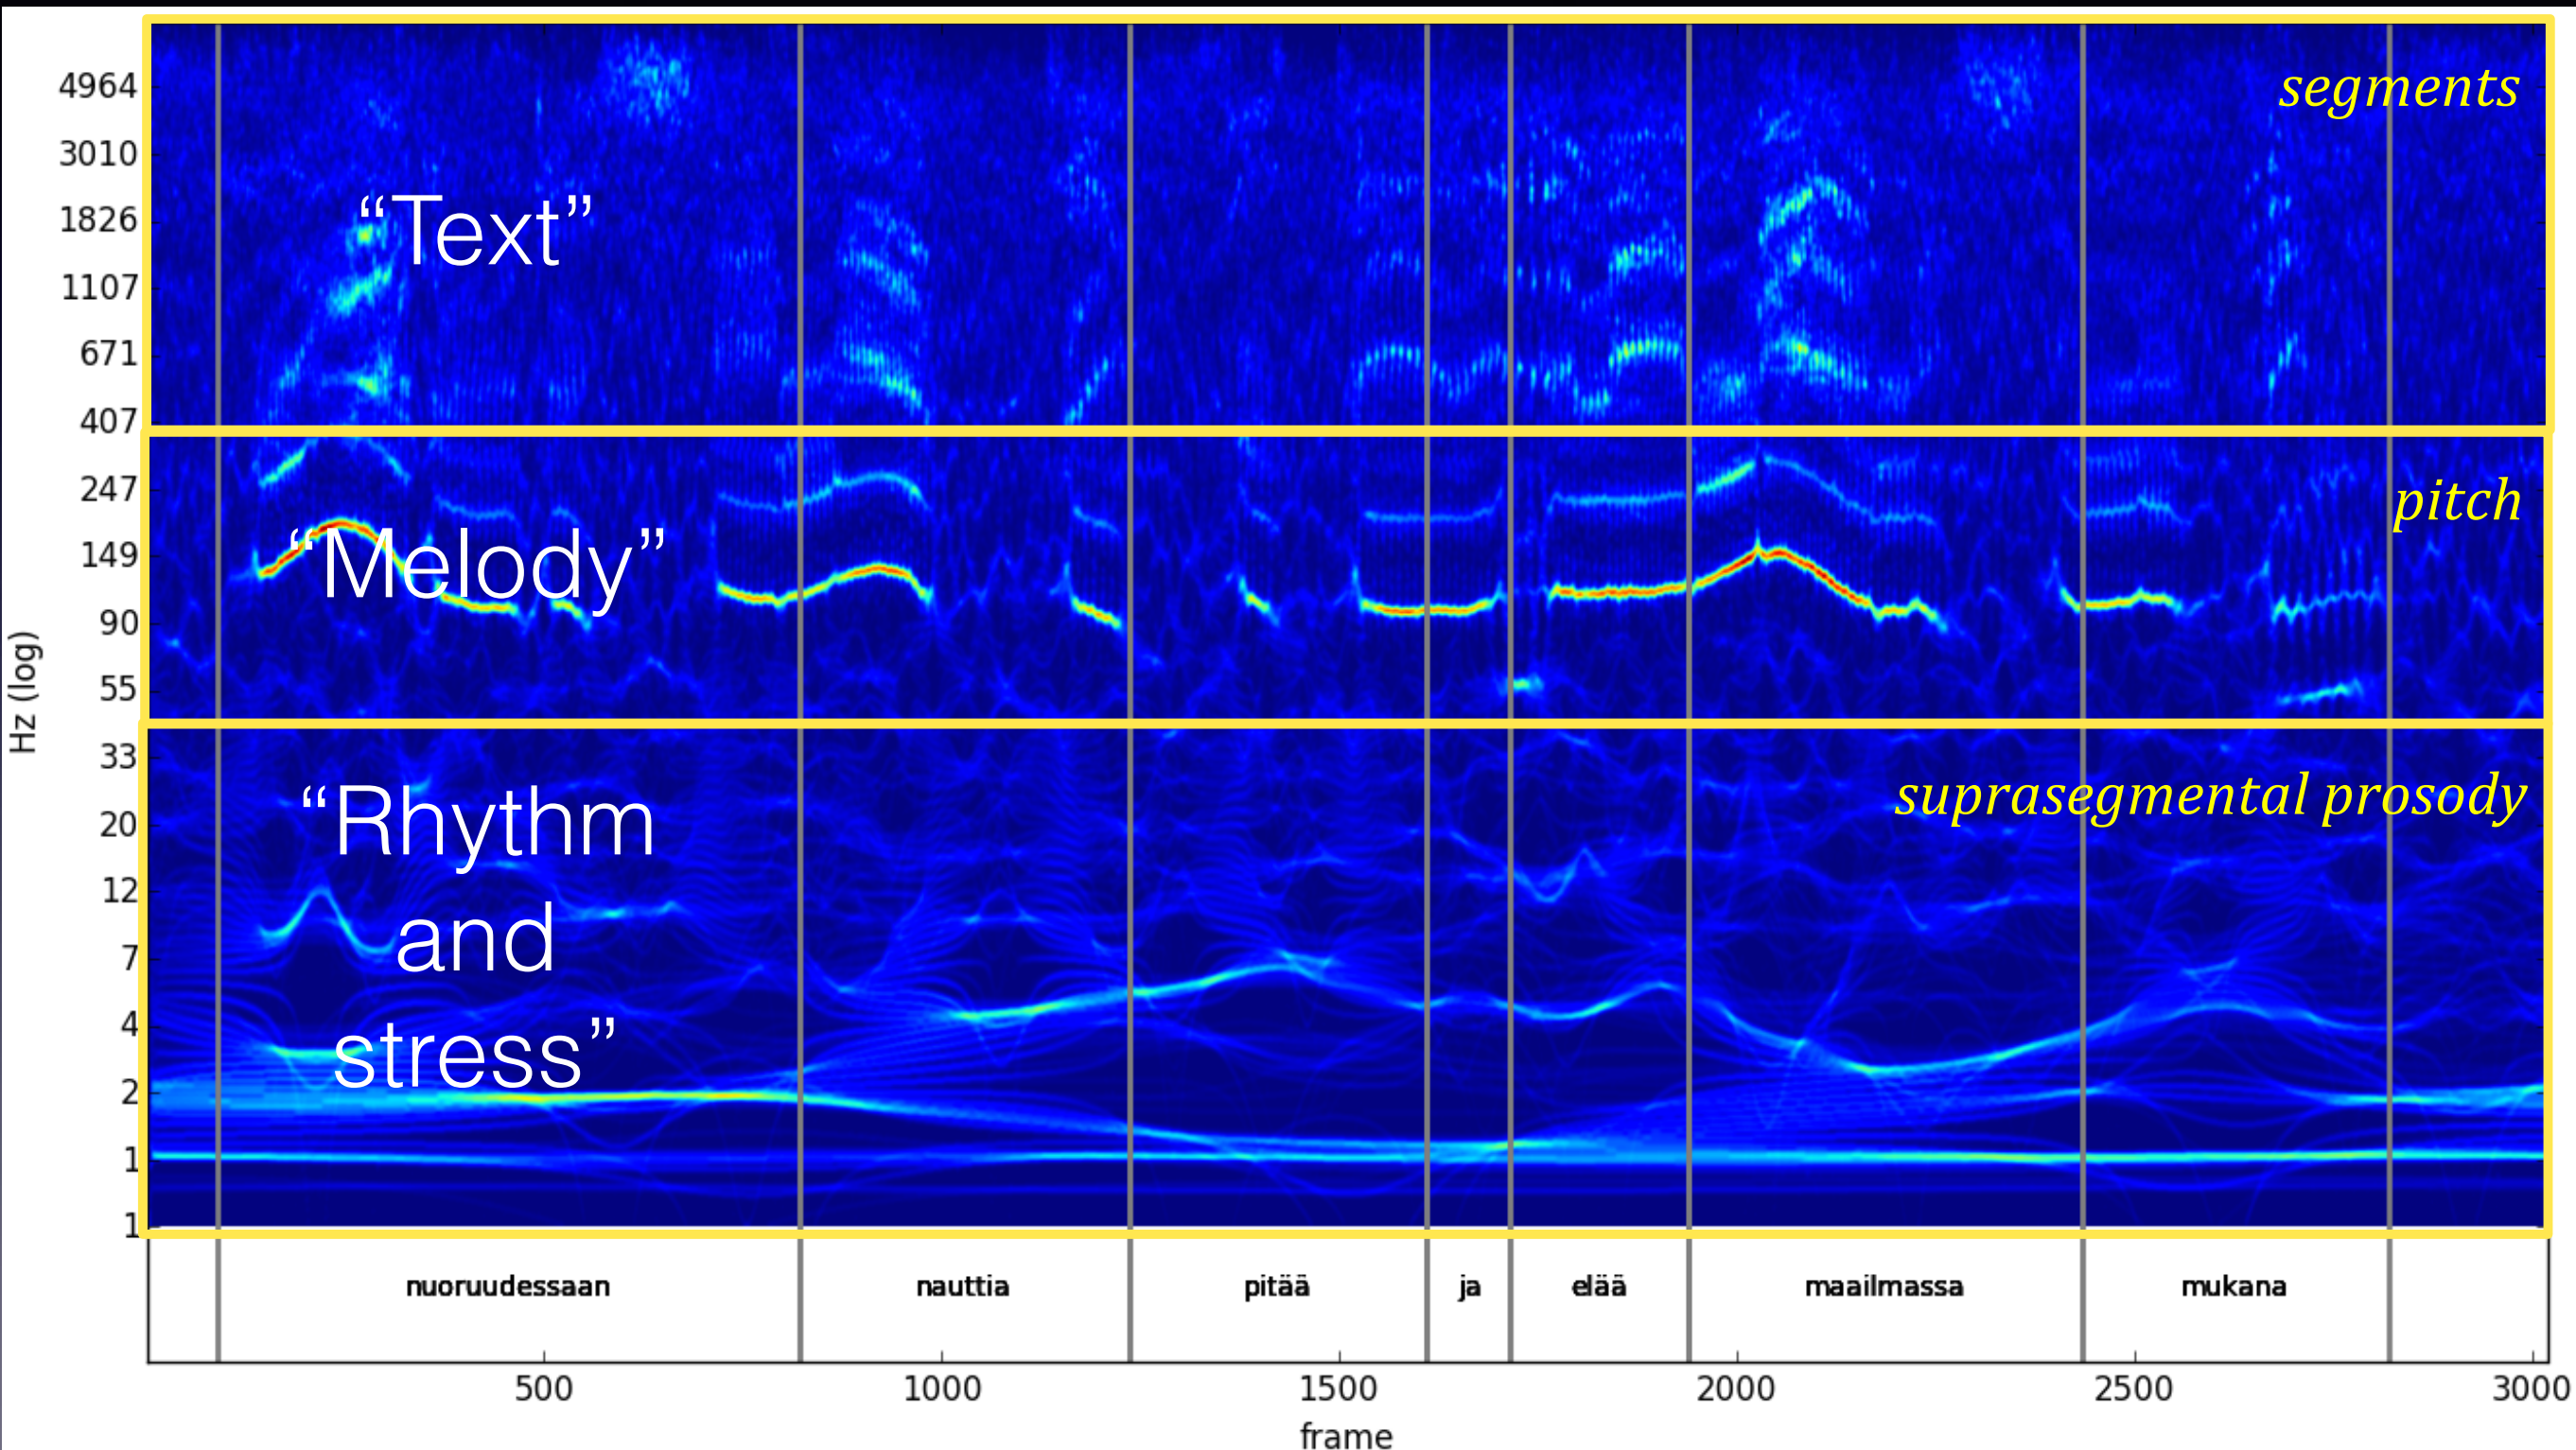 4964
segments
3010
“Text”
1826
1107
671
407
247
pitch
149
“Melody”
90
55
Hz (log)
33
“Rhythm
and
stress”
suprasegmental prosody
20
12
7
4
2
1
1
nuoruudessaan nauttia pitää ja elää maailmassa mukana
500 1000 1500 2000 2500 3000
frame